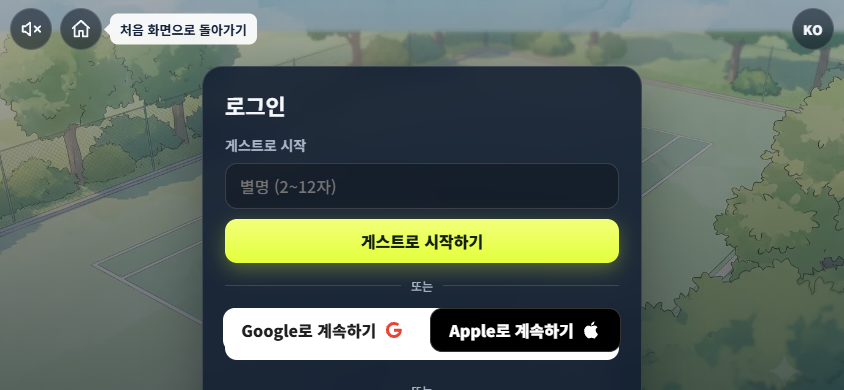 처음 화면으로 돌아가기
KO
로그인
게스트로 시작
별명 (2~12자)
게스트로 시작하기
또는
Google로 계속하기
Apple로 계속하기
또는